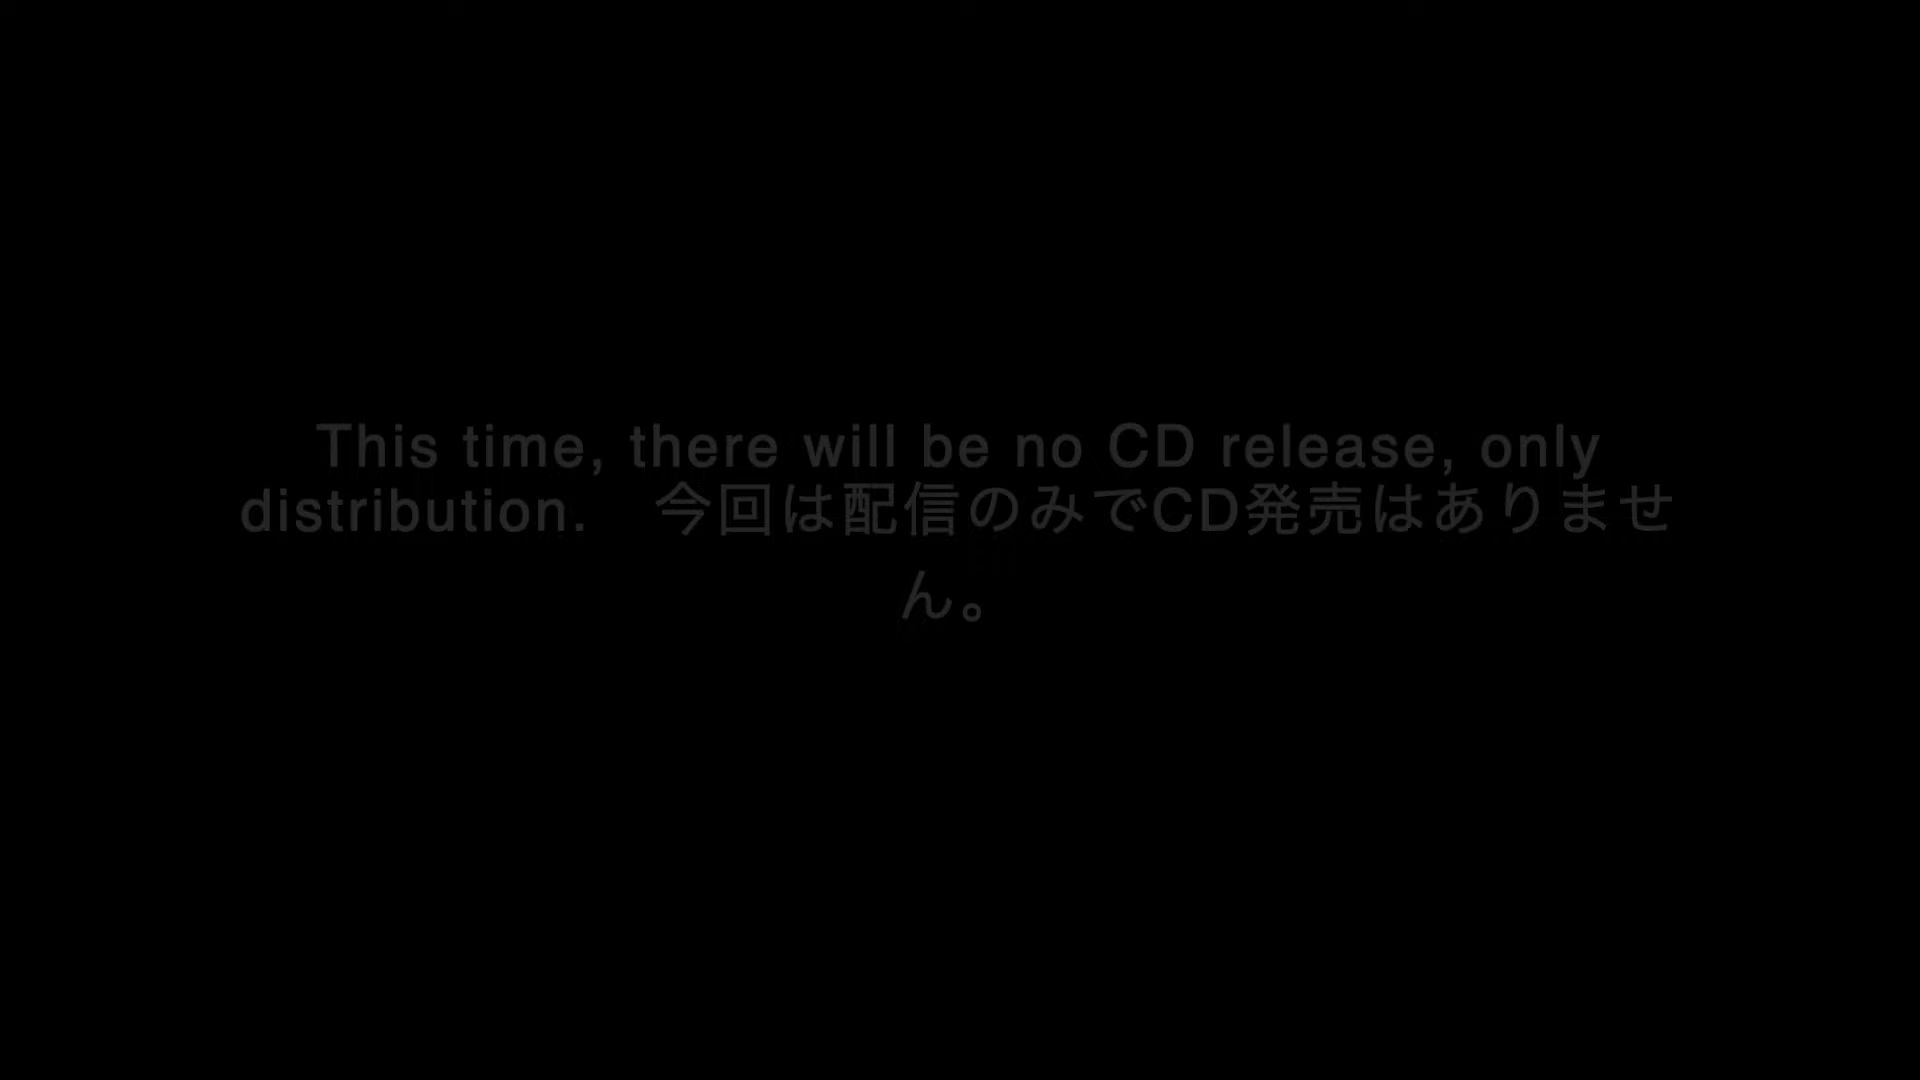 This time, there will be no CD release, only
distribution.　今回は配信のみでCD発売はありませ
ん。